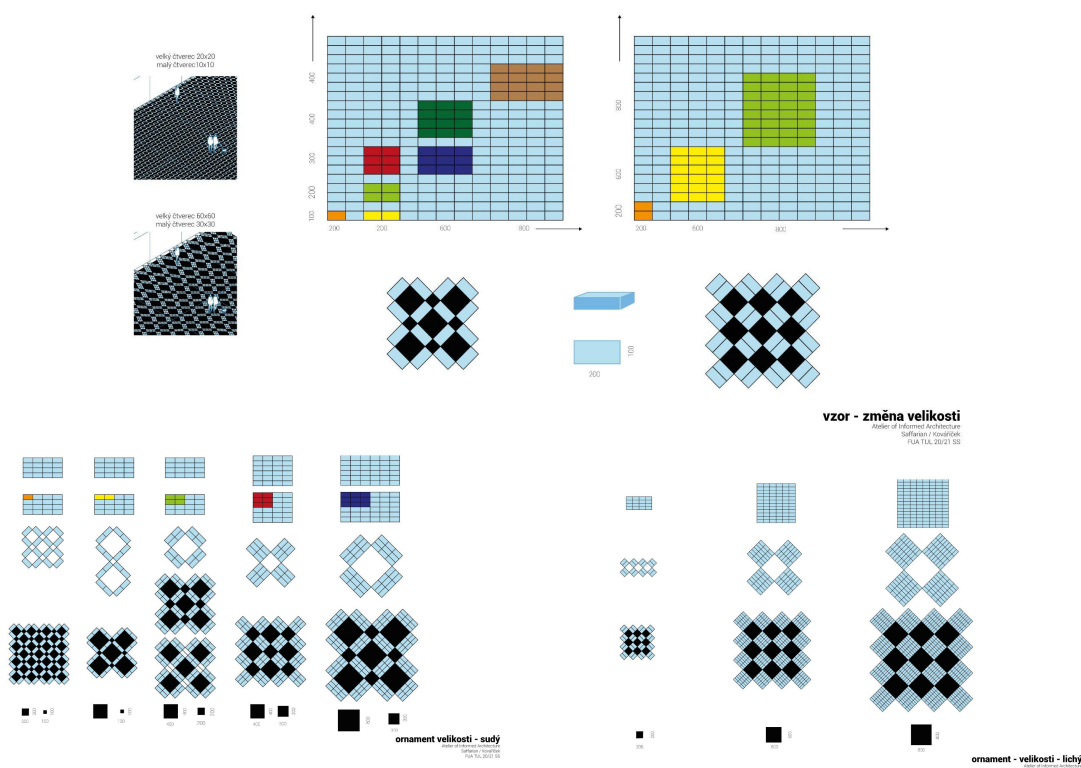 velký čtverec 20x20
malý čtverec10x10
velký čtverec 60x60
malý čtverec 30x30
400
400
300
200
100
200
200
600
800
800
600
200
200
600
800
100
200
vzor - změna velikosti
Atelier of Informed Architecture
Saffarian / Kovářiček
FUA TUL 20/21 SS
ornament velikosti - sudý
Atelier of Informed Architecture
Saffarian / Kovářiček
FUA TUL 20/21 SS
ornament - velikosti - lichý
Atelier of Informed Architecture